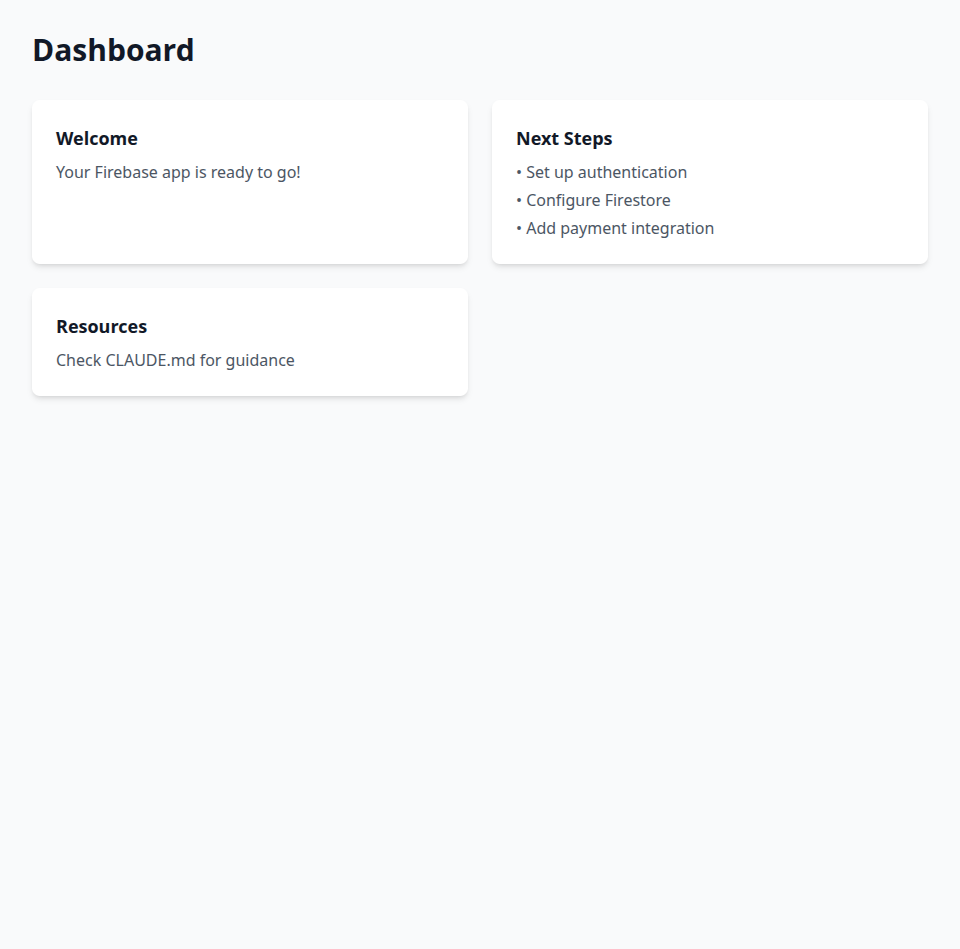 Dashboard
Welcome
Your Firebase app is ready to go!
Next Steps
• Set up authentication
• Configure Firestore
• Add payment integration
Resources
Check CLAUDE.md for guidance